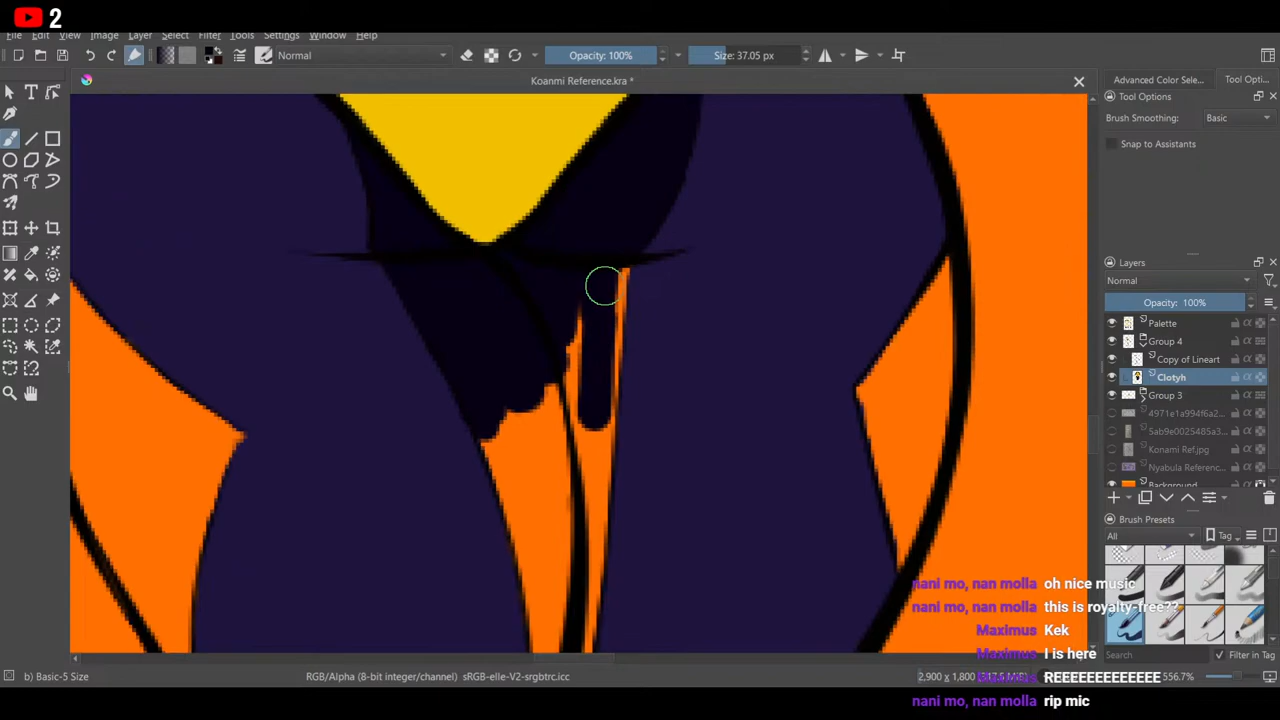 2
File Edit View Image Layer Select Filter Tools Settings Window Help
Normal Opacity: 100% Size: 37.05 px
Koanmi Reference.kra *
Advanced Color Sele... Tool Opti...
Tool Options
Brush Smoothing: Basic
Snap to Assistants
Layers
Normal
Opacity: 100%
Palette
Group 4
Copy of Lineart
Clotyh
Group 3
4971e1a994f6a2...
5ab9e0025485a3...
Konami Ref.jpg
Nyabula Referenc...
Background
Brush Presets
All Tag
nani mo, nan molla oh nice music
nani mo, nan molla this is royalty-free??
Maximus Kek
Maximus I is here
Maximus REEEEEEEEEEEEE
nani mo, nan molla rip mic
Search Filter in Tag
b) Basic-5 Size RGB/Alpha (8-bit integer/channel) sRGB-elle-V2-srgbtrc.icc 2,900 x 1,800 556.7%